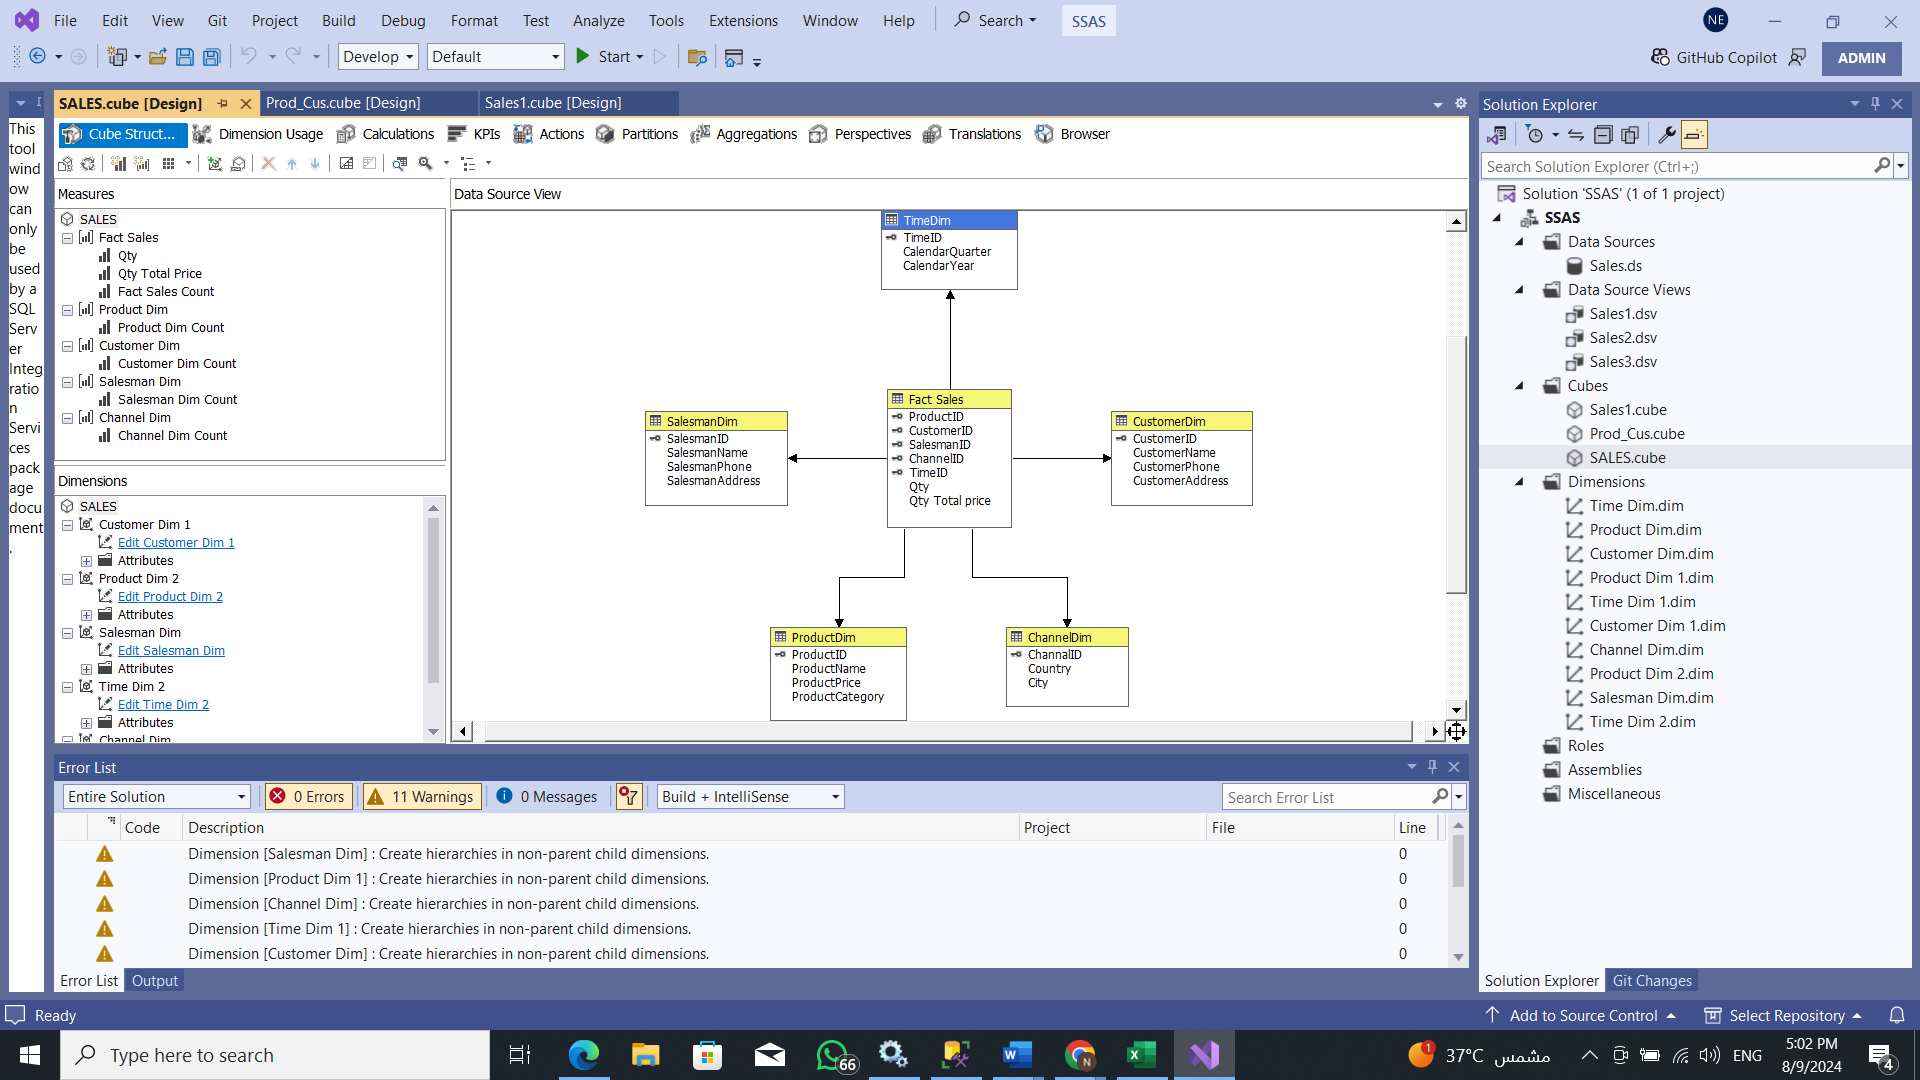 File Edit View Git Project Build Debug Format Test Analyze Tools Extensions Window Help Search SSAS NE
Develop Default Start GitHub Copilot ADMIN
SALES.cube [Design] Prod_Cus.cube [Design] Sales1.cube [Design]
Cube Struct... Dimension Usage Calculations KPIs Actions Partitions Aggregations Perspectives Translations Browser
This
tool
wind
ow
can
only
be
used
by a
SQL
Serv
er
Integ
ratio
n
Servi
ces
pack
age
docu
ment
.
Measures
SALES
Fact Sales
Qty
Qty Total Price
Fact Sales Count
Product Dim
Product Dim Count
Customer Dim
Customer Dim Count
Salesman Dim
Salesman Dim Count
Channel Dim
Channel Dim Count
Dimensions
SALES
Customer Dim 1
Edit Customer Dim 1
Attributes
Product Dim 2
Edit Product Dim 2
Attributes
Salesman Dim
Edit Salesman Dim
Attributes
Time Dim 2
Edit Time Dim 2
Attributes
Channel Dim
Data Source View
TimeDim
TimeID
CalendarQuarter
CalendarYear
SalesmanDim
SalesmanID
SalesmanName
SalesmanPhone
SalesmanAddress
Fact Sales
ProductID
CustomerID
SalesmanID
ChannelID
TimeID
Qty
Qty Total price
CustomerDim
CustomerID
CustomerName
CustomerPhone
CustomerAddress
ProductDim
ProductID
ProductName
ProductPrice
ProductCategory
ChannelDim
ChannalID
Country
City
Error List
Entire Solution 0 Errors 11 Warnings 0 Messages Build + IntelliSense Search Error List
Code Description Project File Line
Dimension [Salesman Dim] : Create hierarchies in non-parent child dimensions. 0
Dimension [Product Dim 1] : Create hierarchies in non-parent child dimensions. 0
Dimension [Channel Dim] : Create hierarchies in non-parent child dimensions. 0
Dimension [Time Dim 1] : Create hierarchies in non-parent child dimensions. 0
Dimension [Customer Dim] : Create hierarchies in non-parent child dimensions. 0
Error List Output
Solution Explorer
Search Solution Explorer (Ctrl+;)
Solution 'SSAS' (1 of 1 project)
SSAS
Data Sources
Sales.ds
Data Source Views
Sales1.dsv
Sales2.dsv
Sales3.dsv
Cubes
Sales1.cube
Prod_Cus.cube
SALES.cube
Dimensions
Time Dim.dim
Product Dim.dim
Customer Dim.dim
Product Dim 1.dim
Time Dim 1.dim
Customer Dim 1.dim
Channel Dim.dim
Product Dim 2.dim
Salesman Dim.dim
Time Dim 2.dim
Roles
Assemblies
Miscellaneous
Solution Explorer Git Changes
Ready Add to Source Control Select Repository
Type here to search 66 1 37°C مشمس ENG 5:02 PM
8/9/2024 4